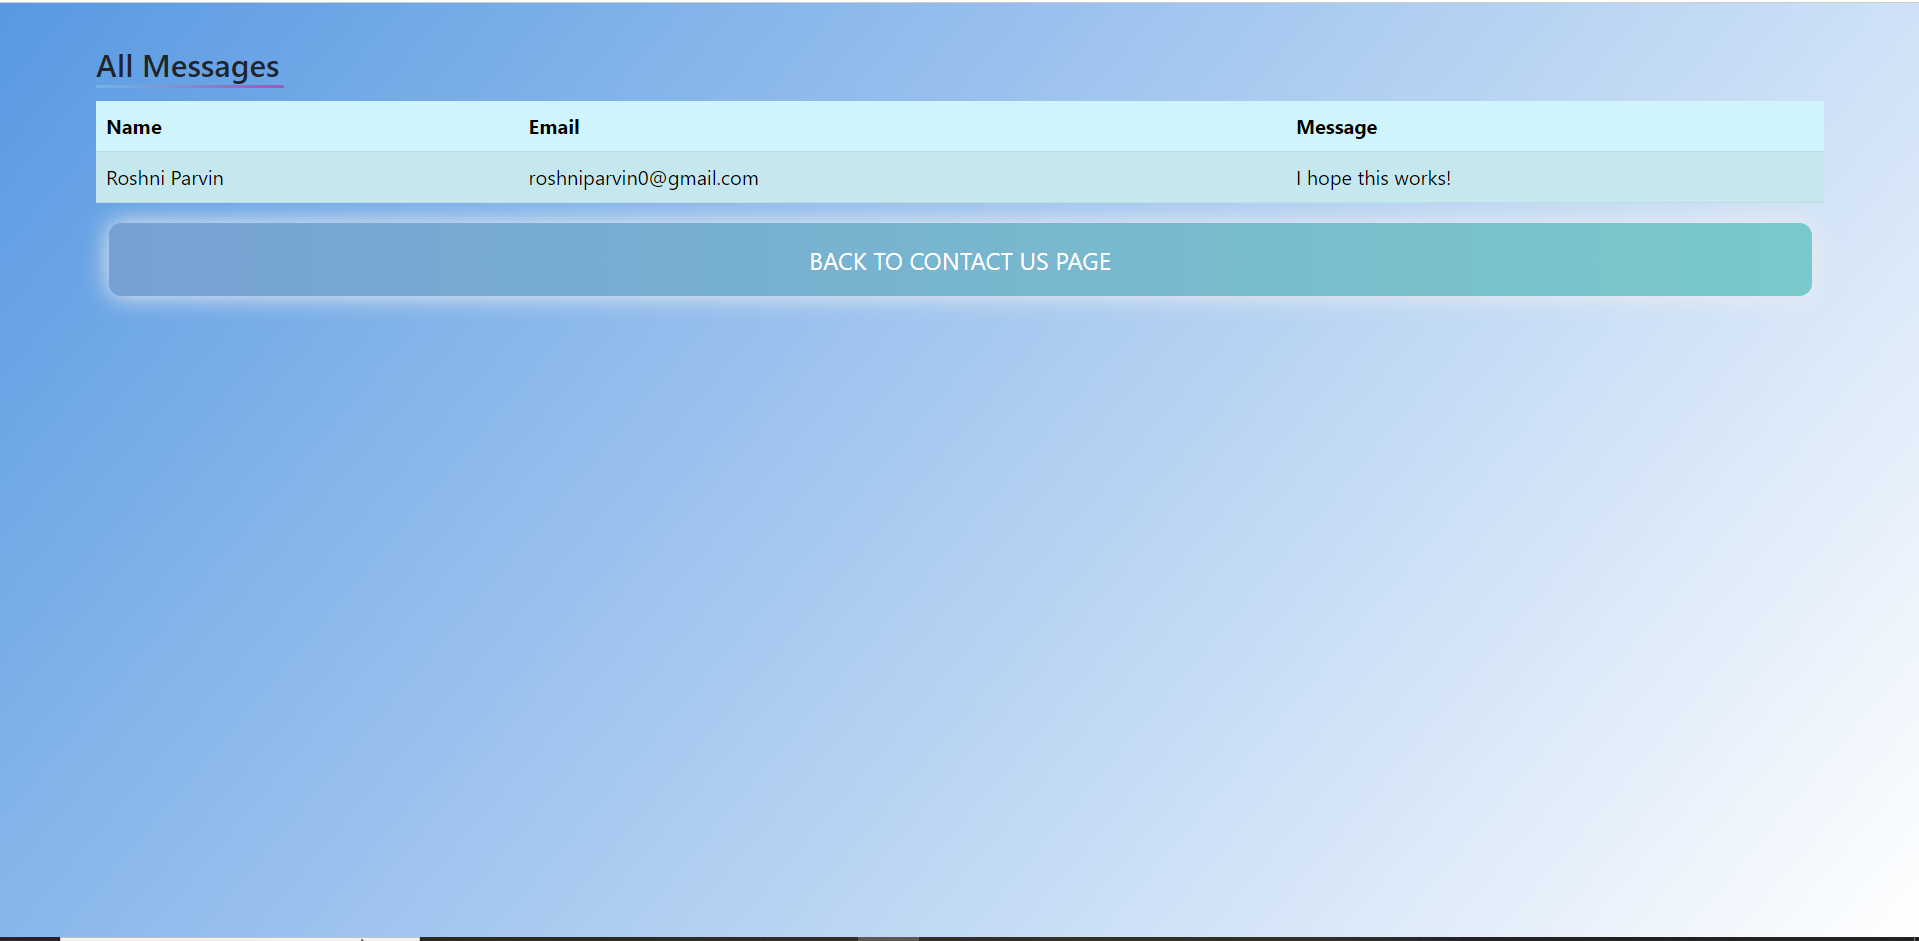 All Messages
Name Email Message
Roshni Parvin roshniparvin0@gmail.com I hope this works!
BACK TO CONTACT US PAGE